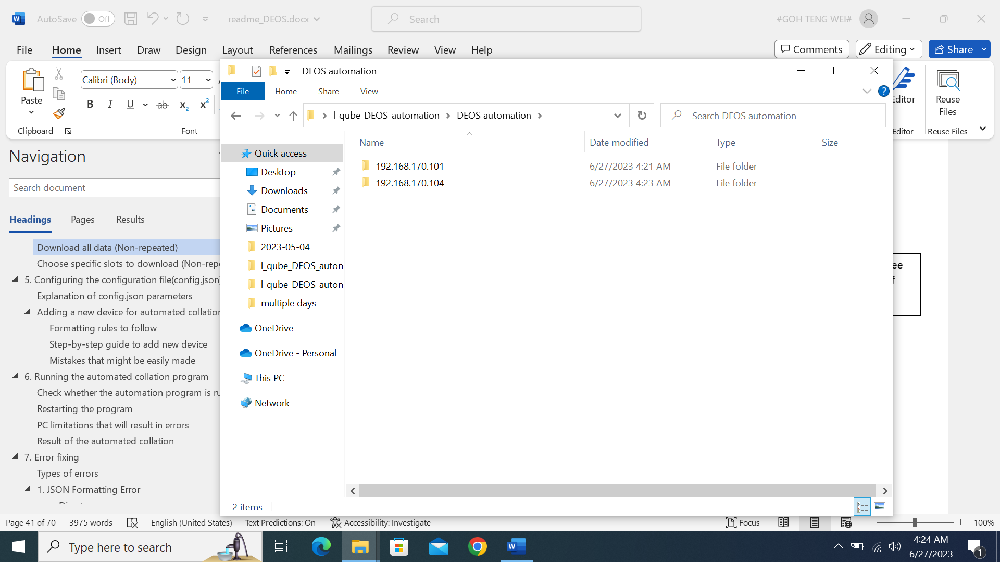 AutoSave Off readme_DEOS.docx Search #GOH TENG WEI#
File Home Insert Draw Design Layout References Mailings Review View Help Comments Editing Share
Calibri (Body) 11
Paste
B I U ab x₂ x²
Clipboard Font
Editor Reuse Files
Editor Reuse Files
DEOS automation
File Home Share View
l_qube_DEOS_automation DEOS automation Search DEOS automation
Name Date modified Type Size
192.168.170.101 6/27/2023 4:21 AM File folder
192.168.170.104 6/27/2023 4:23 AM File folder
Quick access
Desktop
Downloads
Documents
Pictures
2023-05-04
l_qube_DEOS_auton
l_qube_DEOS_auton
multiple days
OneDrive
OneDrive - Personal
This PC
Network
2 items
Navigation
Search document
Headings Pages Results
Download all data (Non-repeated)
Choose specific slots to download (Non-repe
5. Configuring the configuration file(config.json)
Explanation of config.json parameters
Adding a new device for automated collation
Formatting rules to follow
Step-by-step guide to add new device
Mistakes that might be easily made
6. Running the automated collation program
Check whether the automation program is ru
Restarting the program
PC limitations that will result in errors
Result of the automated collation
7. Error fixing
Types of errors
1. JSON Formatting Error
ee
f
Page 41 of 70 3975 words English (United States) Text Predictions: On Accessibility: Investigate Focus 100%
Type here to search
4:24 AM
6/27/2023
1